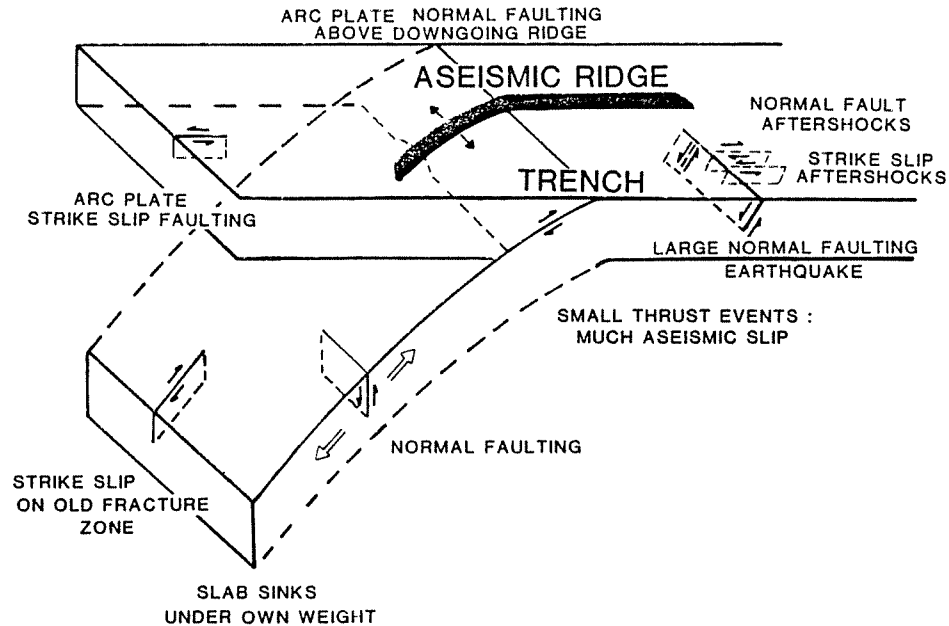 ARC PLATE NORMAL FAULTING
ABOVE DOWNGOING RIDGE
ASEISMIC RIDGE
NORMAL FAULT
AFTERSHOCKS
STRIKE SLIP
AFTERSHOCKS
TRENCH
ARC PLATE
STRIKE SLIP FAULTING
LARGE NORMAL FAULTING
EARTHQUAKE
SMALL THRUST EVENTS :
MUCH ASEISMIC SLIP
NORMAL FAULTING
STRIKE SLIP
ON OLD FRACTURE
ZONE
SLAB SINKS
UNDER OWN WEIGHT